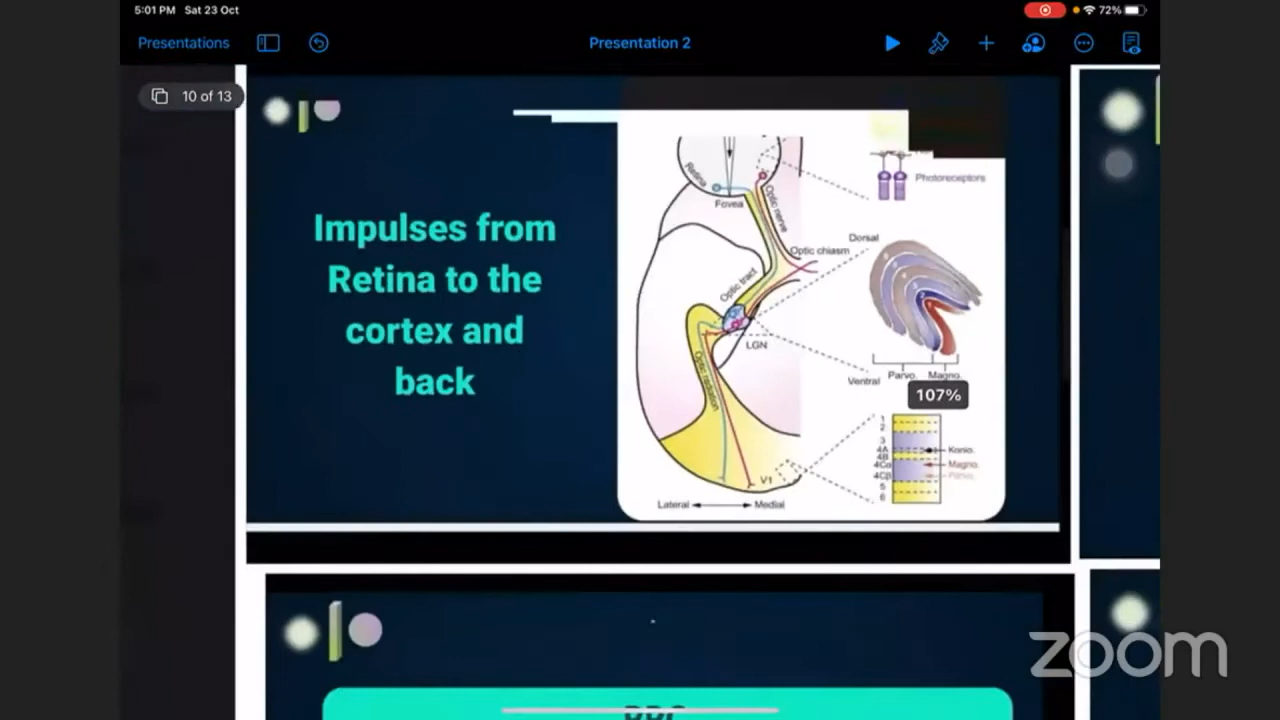 5:01 PM Sat 23 Oct
72%
Presentations
Presentation 2
10 of 13
Impulses from
Retina to the
cortex and
back
Retina
Fovea
Optic nerve
Optic chiasm
Optic tract
LGN
Optic radiation
V1
Lateral
Medial
Photoreceptors
Dorsal
Ventral
Parvo.
Magno.
107%
1
2
3
4A
4B
4Cα
4Cβ
5
6
Konio.
Magno.
Parvo.
zoom